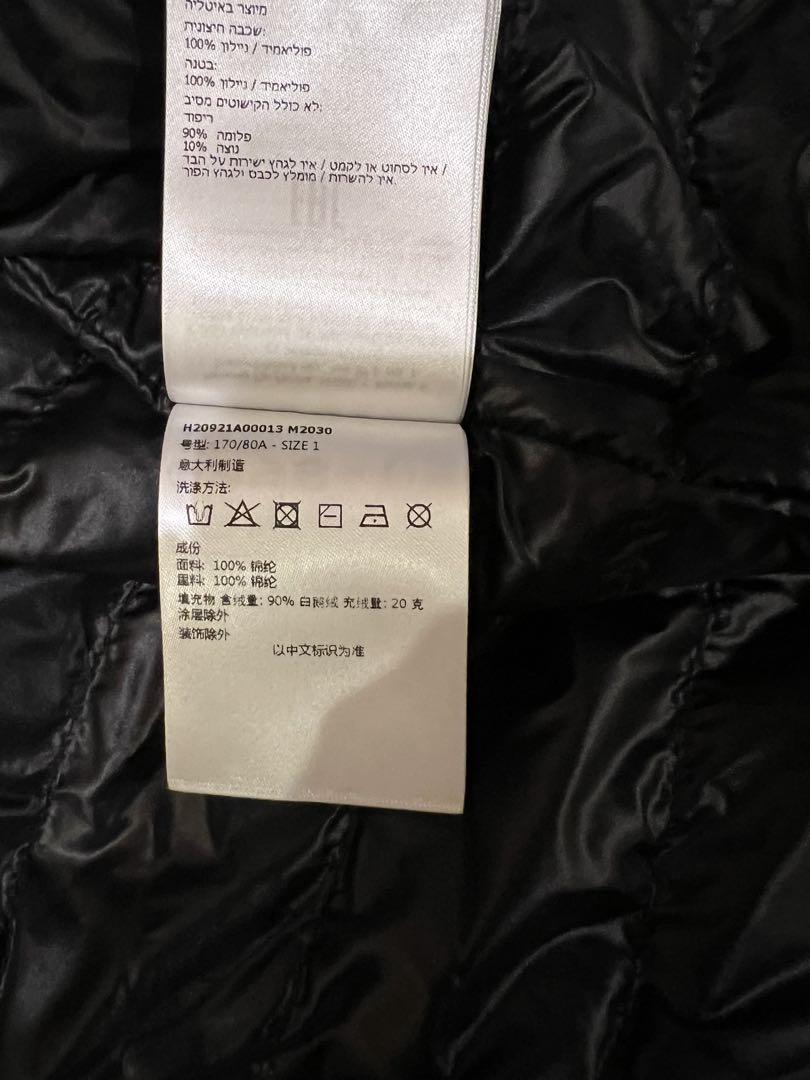 מיוצר באיטליה
שכבה חיצונית:
פוליאמיד / ניילון 100%
בטנה:
פוליאמיד / ניילון 100%
לא כולל הקישוטים מסיב.
ריפוד
פלומה 90%
נוצה 10%
אין לסחוט או לקמט / אין לגהץ ישירות על הבד /
אין להשרות / מומלץ לכבס ולגהץ הפוך.
H20921A00013 M2030
号型: 170/80A - SIZE 1
意大利制造
洗涤方法:
成份
面料: 100% 锦纶
里料: 100% 锦纶
填充物 含绒量: 90% 白鹅绒 充绒量: 20 克
涂层除外
装饰除外
以中文标识为准